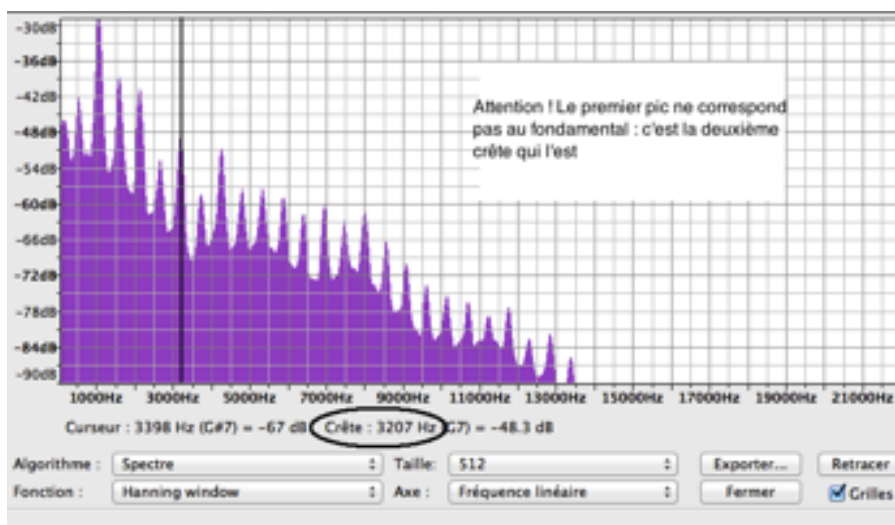 -30dB
-36dB
-42dB
-48dB
-54dB
-60dB
-66dB
-72dB
-78dB
-84dB
-90dB
Attention ! Le premier pic ne correspond
pas au fondamental : c'est la deuxième
crête qui l'est
1000Hz 3000Hz 5000Hz 7000Hz 9000Hz 11000Hz 13000Hz 15000Hz 17000Hz 19000Hz 21000Hz
Curseur : 3398 Hz (G#7) = -67 dB Crête : 3207 Hz (G7) = -48.3 dB
Algorithme : Spectre Taille: 512 Exporter... Retracer
Fonction : Hanning window Axe : Fréquence linéaire Fermer Grilles